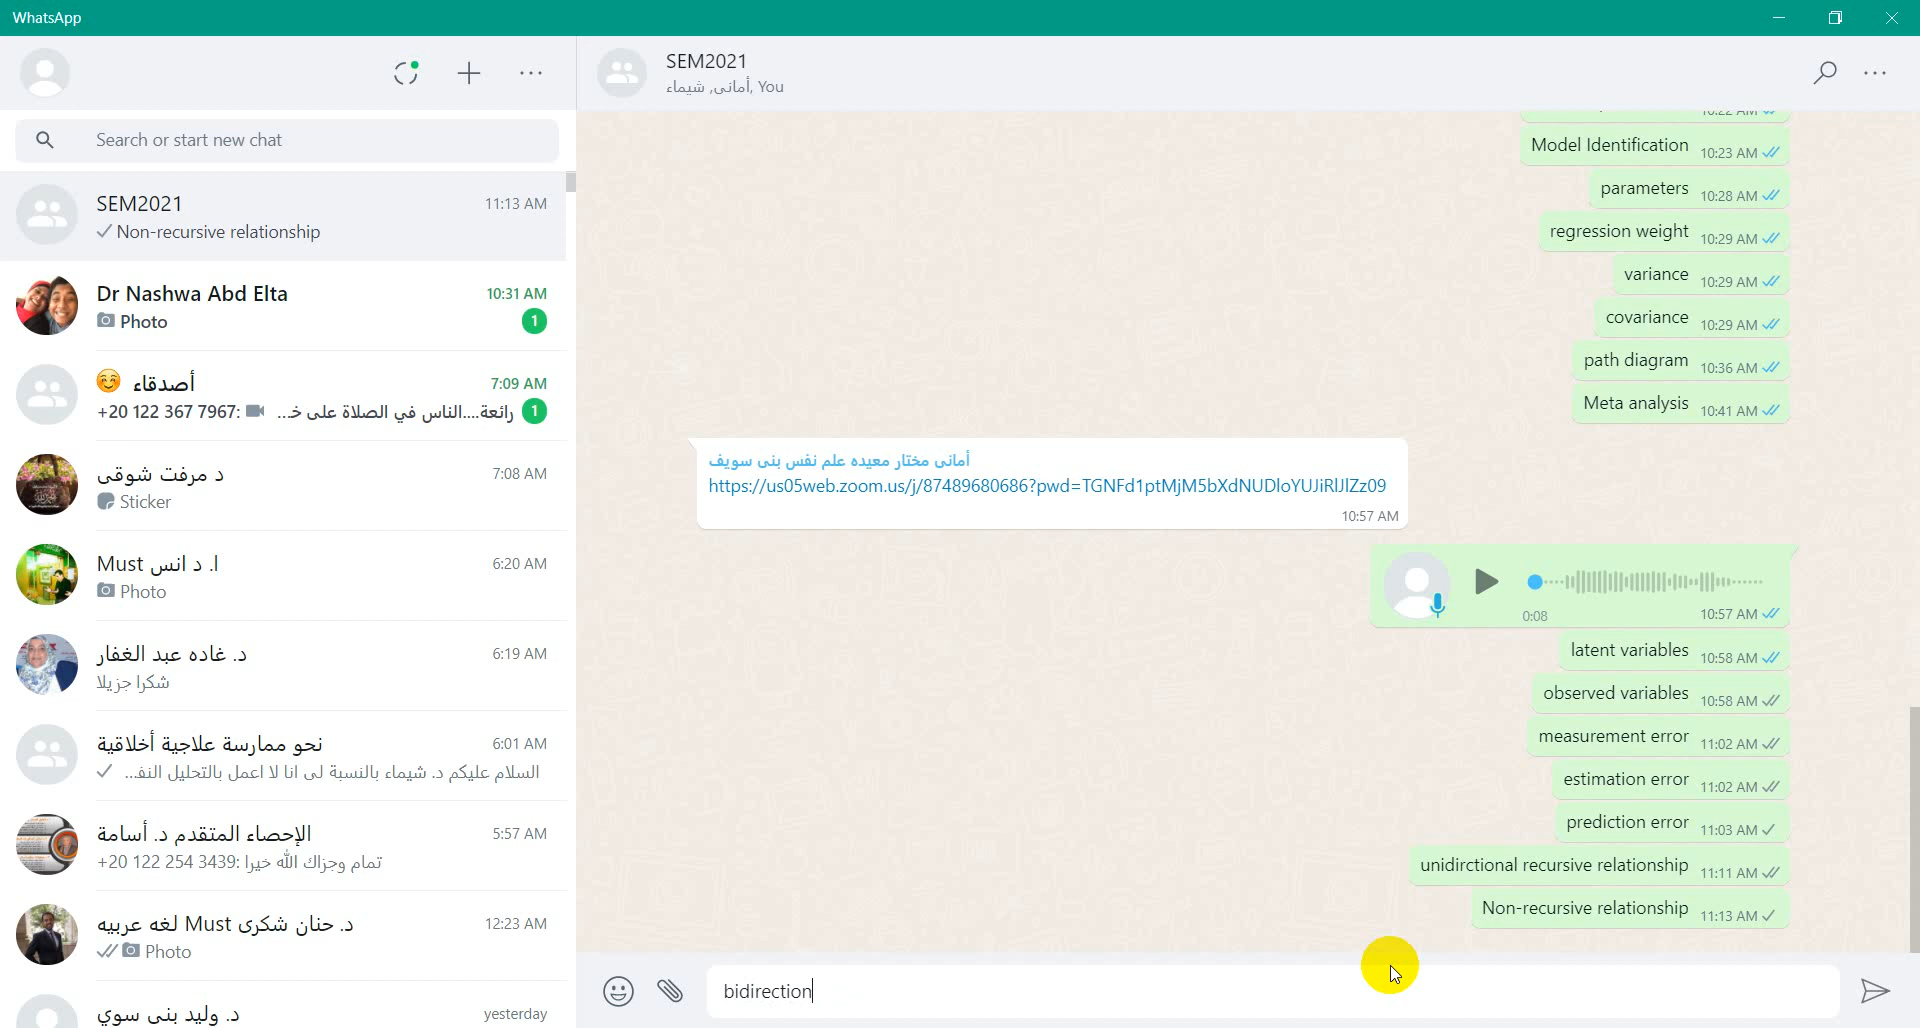 WhatsApp
Search or start new chat
SEM2021
11:13 AM
Non-recursive relationship
Dr Nashwa Abd Elta
10:31 AM
Photo
1
أصدقاء 😊
7:09 AM
+20 122 367 7967: رائعة....الناس في الصلاة على خـ...
1
د مرفت شوقى
7:08 AM
Sticker
ا. د انس Must
6:20 AM
Photo
د. غاده عبد الغفار
6:19 AM
شكرا جزيلا
نحو ممارسة علاجية أخلاقية
6:01 AM
السلام عليكم د. شيماء بالنسبة لى انا لا اعمل بالتحليل النفـ...
الإحصاء المتقدم د. أسامة
5:57 AM
+20 122 254 3439: تمام وجزاك الله خيرا
د. حنان شكرى Must لغه عربيه
12:23 AM
Photo
د. وليد بنى سوي
yesterday
SEM2021
أمانى, شيماء, You
10:22 AM
Model Identification 10:23 AM
parameters 10:28 AM
regression weight 10:29 AM
variance 10:29 AM
covariance 10:29 AM
path diagram 10:36 AM
Meta analysis 10:41 AM
أمانى مختار معيده علم نفس بنى سويف
https://us05web.zoom.us/j/87489680686?pwd=TGNFd1ptMjM5bXdNUDloYUJiRlJlZz09
10:57 AM
0:08
10:57 AM
latent variables 10:58 AM
observed variables 10:58 AM
measurement error 11:02 AM
estimation error 11:02 AM
prediction error 11:03 AM
unidirctional recursive relationship 11:11 AM
Non-recursive relationship 11:13 AM
bidirection